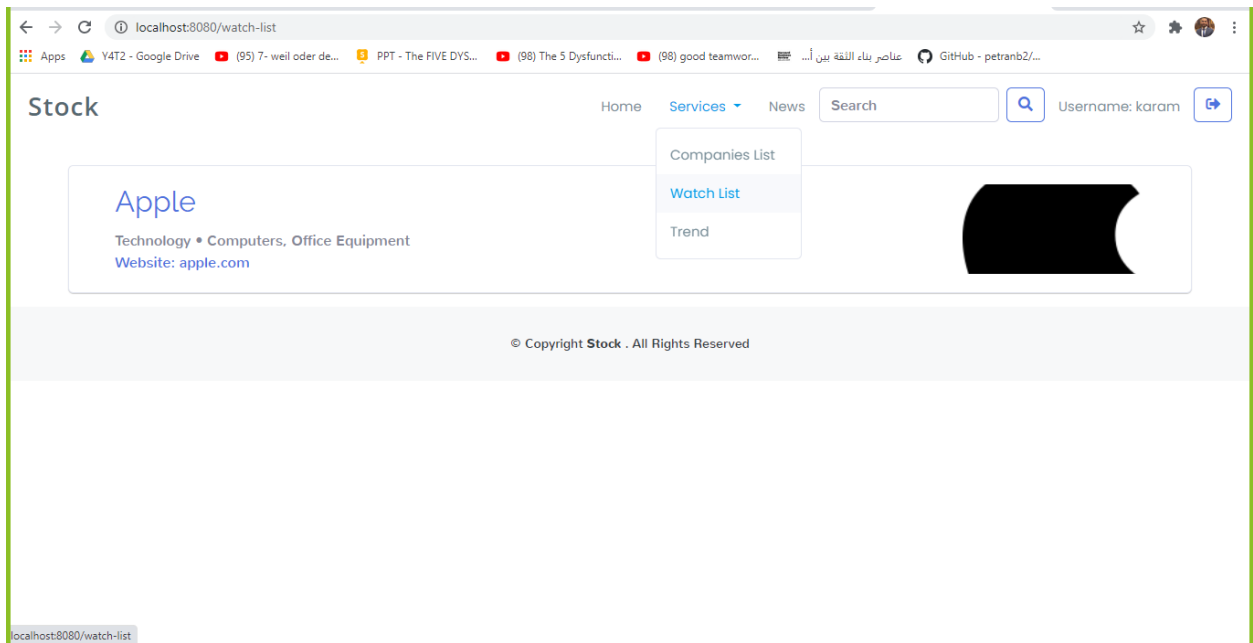 localhost:8080/watch-list
Apps Y4T2 - Google Drive (95) 7- weil oder de... PPT - The FIVE DYS... (98) The 5 Dysfuncti... (98) good teamwor... عناصر بناء الثقة بين أ... GitHub - petranb2/...
Stock Home Services News Search Username: karam
Companies List
Watch List
Trend
Apple
Technology • Computers, Office Equipment
Website: apple.com
© Copyright Stock . All Rights Reserved
localhost:8080/watch-list